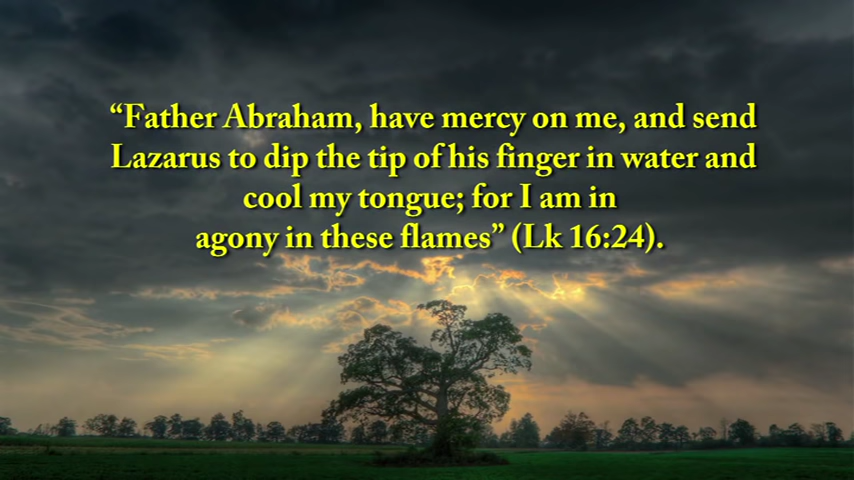 “Father Abraham, have mercy on me, and send
Lazarus to dip the tip of his finger in water and
cool my tongue; for I am in
agony in these flames” (Lk 16:24).